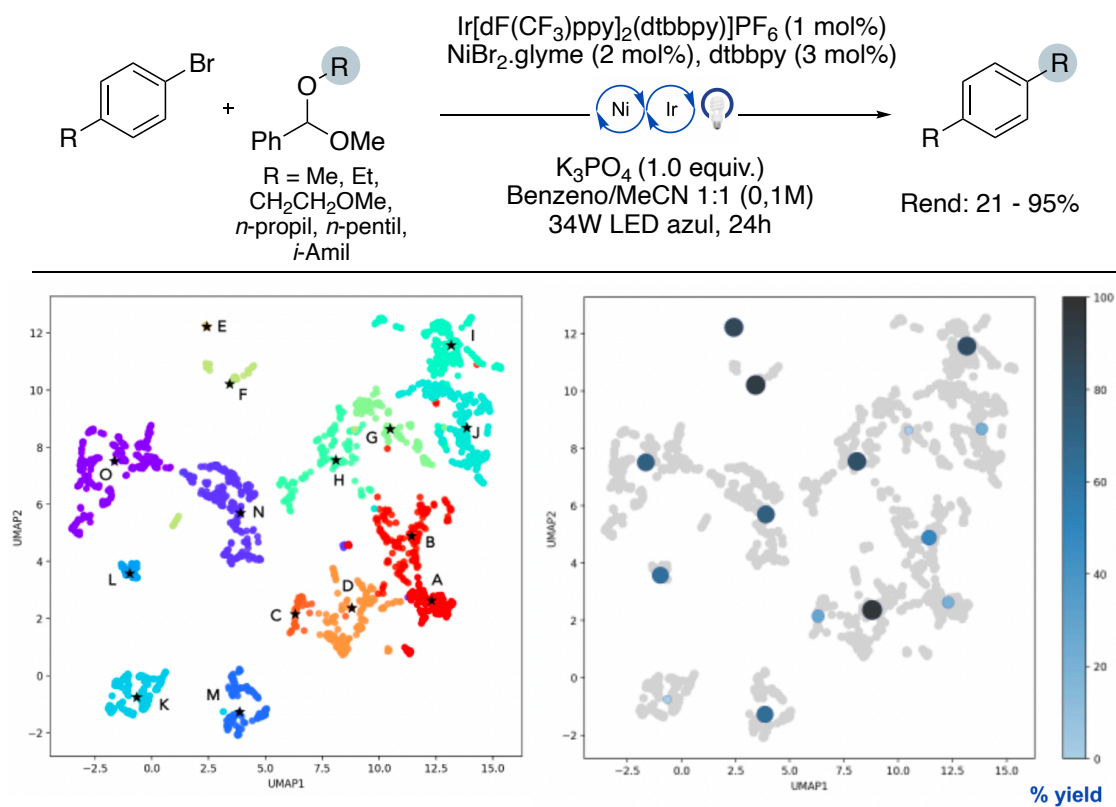 Ir[dF(CF3)ppy]2(dtbbpy)]PF6 (1 mol%)
NiBr2.glyme (2 mol%), dtbbpy (3 mol%)
Br
R
+
R
O
Ph
OMe
R = Me, Et,
CH2CH2OMe,
n-propil, n-pentil,
i-Amil
Ni
Ir
K3PO4 (1.0 equiv.)
Benzeno/MeCN 1:1 (0,1M)
34W LED azul, 24h
R
R
Rend: 21 - 95%
UMAP2
12
10
8
6
4
2
0
−2
E
F
I
G
J
H
O
N
B
L
D
A
C
M
K
−2.5 0.0 2.5 5.0 7.5 10.0 12.5 15.0
UMAP1
UMAP2
12
10
8
6
4
2
0
−2
−2.5 0.0 2.5 5.0 7.5 10.0 12.5 15.0
UMAP1
100
80
60
40
20
0
% yield